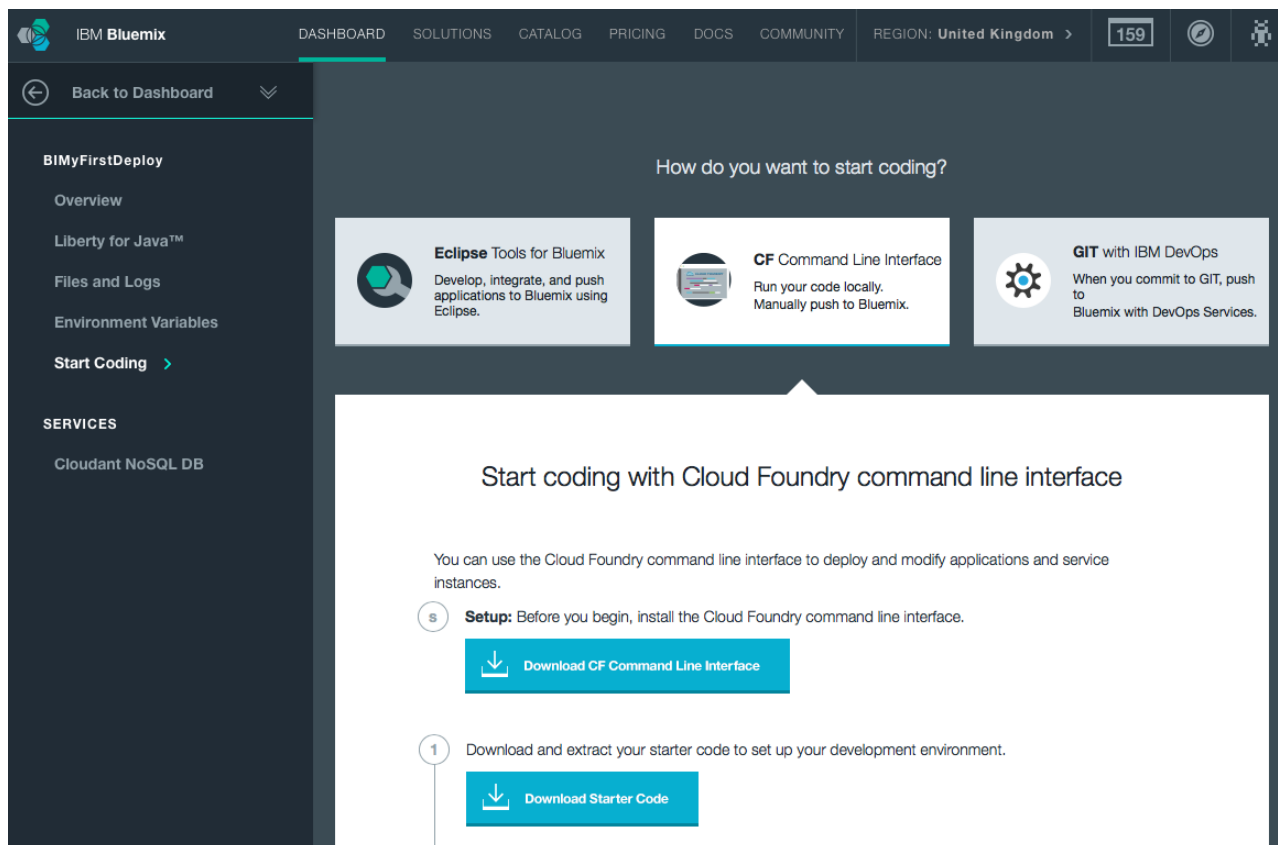 IBM Bluemix
DASHBOARD
SOLUTIONS
CATALOG
PRICING
DOCS
COMMUNITY
REGION: United Kingdom >
159
Back to Dashboard
BIMyFirstDeploy
Overview
Liberty for Java™
Files and Logs
Environment Variables
Start Coding >
SERVICES
Cloudant NoSQL DB
How do you want to start coding?
Eclipse Tools for Bluemix
Develop, integrate, and push
applications to Bluemix using
Eclipse.
CF Command Line Interface
Run your code locally.
Manually push to Bluemix.
GIT with IBM DevOps
When you commit to GIT, push
to
Bluemix with DevOps Services.
Start coding with Cloud Foundry command line interface
You can use the Cloud Foundry command line interface to deploy and modify applications and service
instances.
s
Setup: Before you begin, install the Cloud Foundry command line interface.
Download CF Command Line Interface
1
Download and extract your starter code to set up your development environment.
Download Starter Code